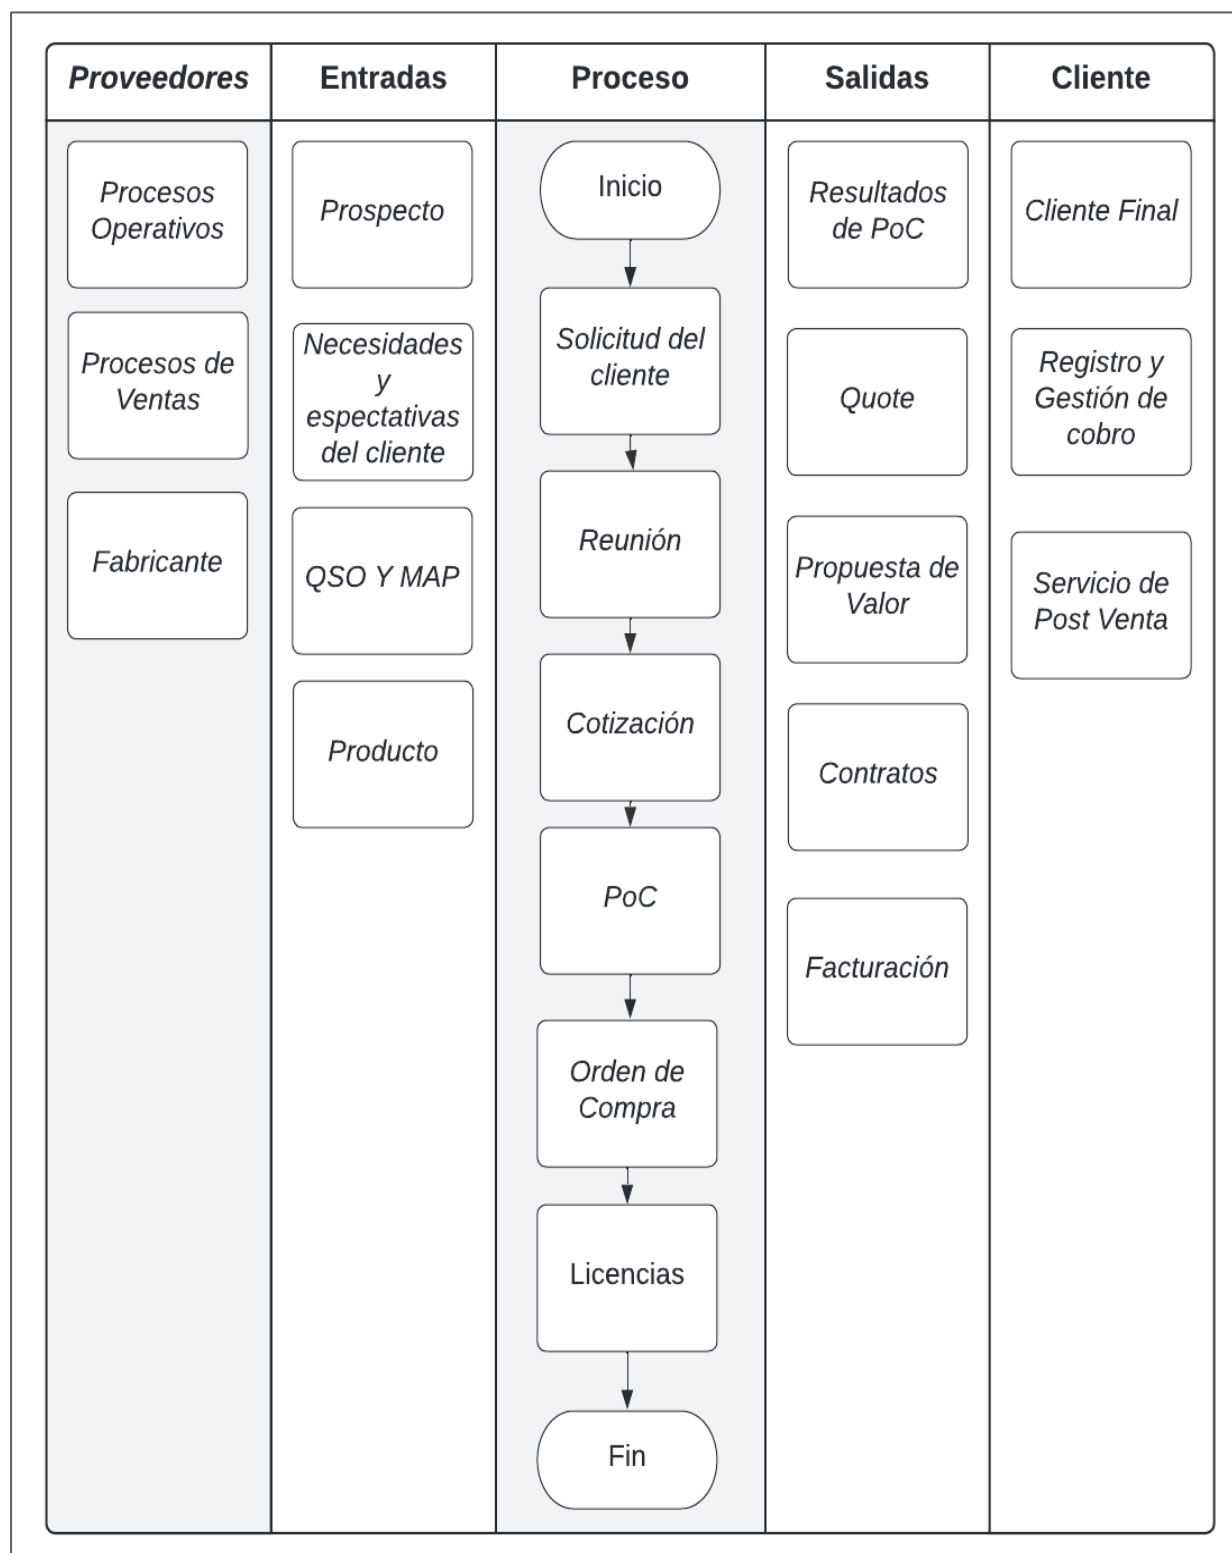 Proveedores
Entradas
Proceso
Salidas
Cliente
Procesos
Operativos
Procesos de
Ventas
Fabricante
Prospecto
Necesidades
y
espectativas
del cliente
QSO Y MAP
Producto
Inicio
Solicitud del
cliente
Reunión
Cotización
PoC
Orden de
Compra
Licencias
Fin
Resultados
de PoC
Quote
Propuesta de
Valor
Contratos
Facturación
Cliente Final
Registro y
Gestión de
cobro
Servicio de
Post Venta